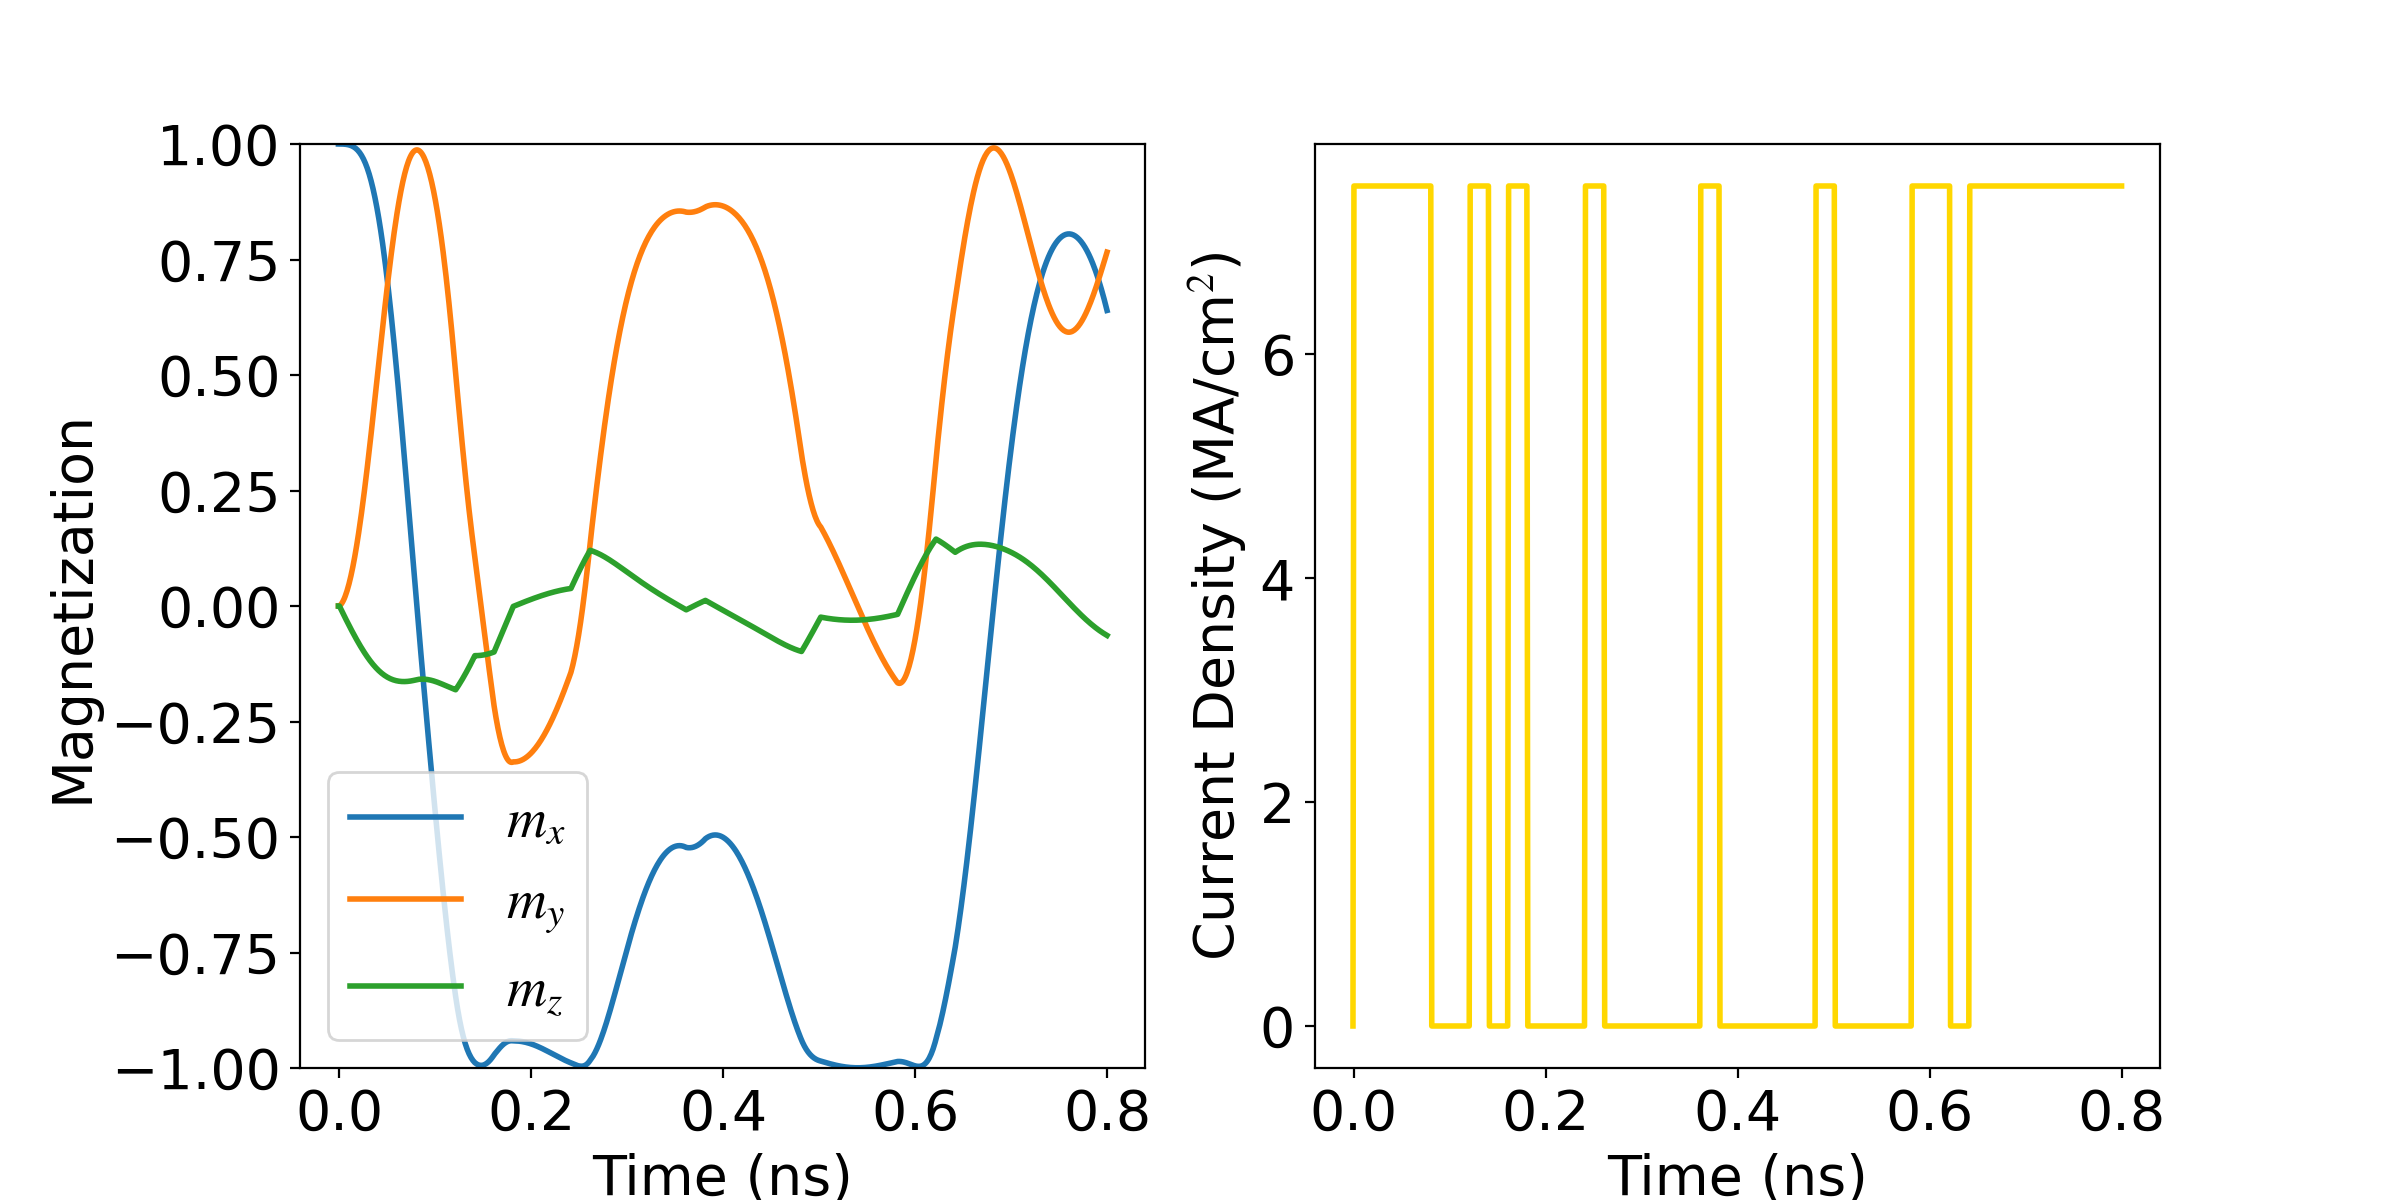 Magnetization
1.00
0.75
0.50
0.25
0.00
−0.25
−0.50
−0.75
−1.00
m_x
m_y
m_z
0.0 0.2 0.4 0.6 0.8
Time (ns)
Current Density (MA/cm²)
6
4
2
0
0.0 0.2 0.4 0.6 0.8
Time (ns)